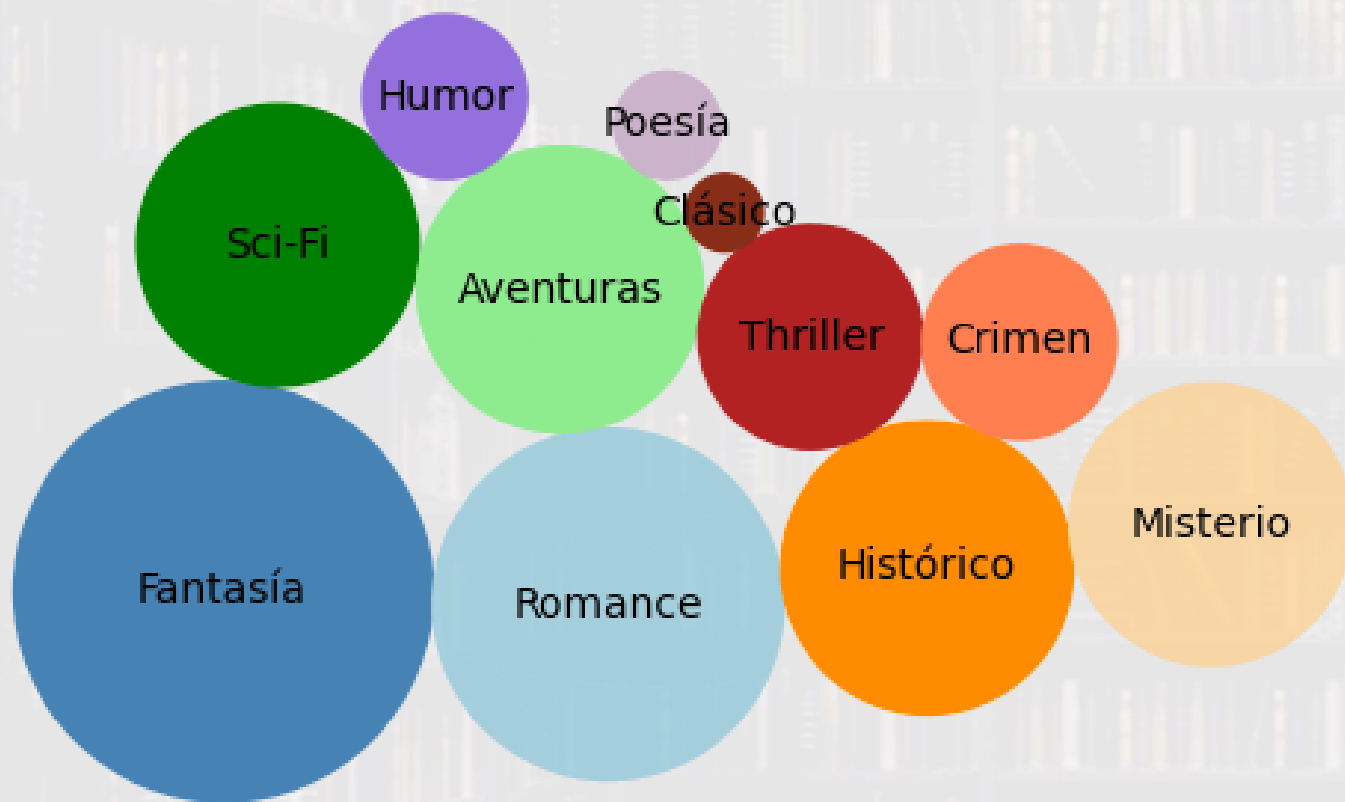 Humor
Poesía
Clásico
Sci-Fi
Aventuras
Thriller
Crimen
Misterio
Histórico
Fantasía
Romance